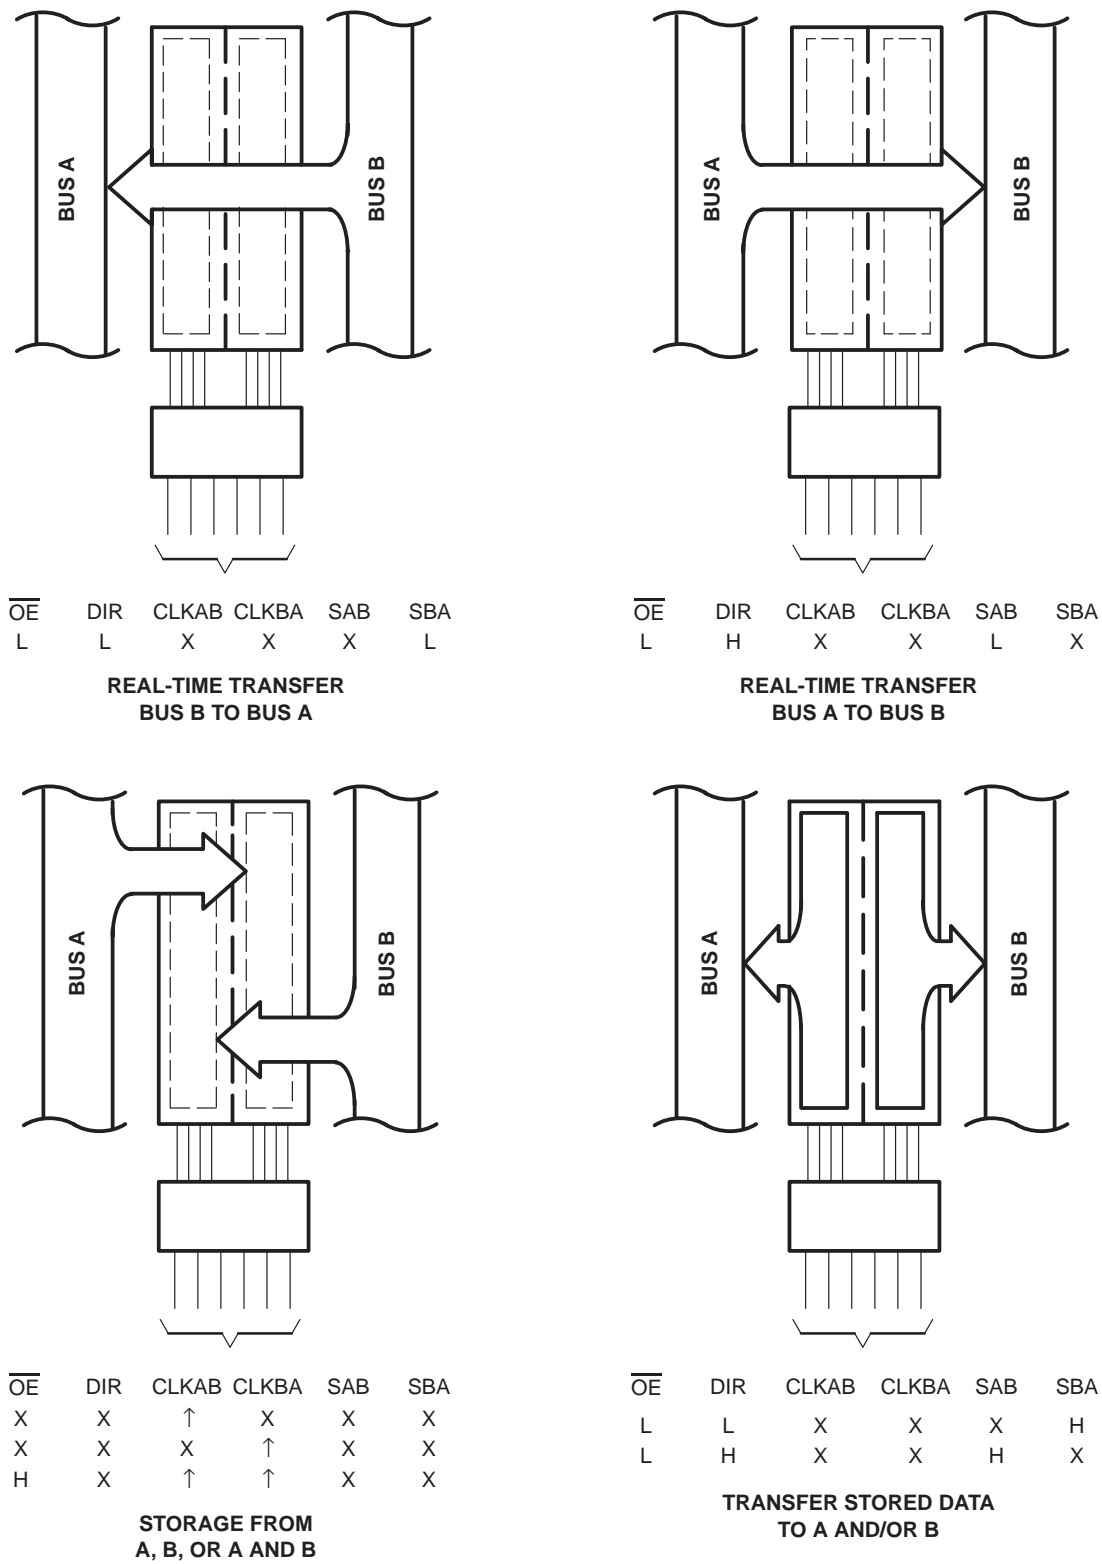 BUS A
BUS B
OE DIR CLKAB CLKBA SAB SBA
L L X X X L
REAL-TIME TRANSFER
BUS B TO BUS A
BUS A
BUS B
OE DIR CLKAB CLKBA SAB SBA
L H X X L X
REAL-TIME TRANSFER
BUS A TO BUS B
BUS A
BUS B
OE DIR CLKAB CLKBA SAB SBA
X X ↑ X X X
X X X ↑ X X
H X ↑ ↑ X X
STORAGE FROM
A, B, OR A AND B
BUS A
BUS B
OE DIR CLKAB CLKBA SAB SBA
L L X X X H
L H X X H X
TRANSFER STORED DATA
TO A AND/OR B